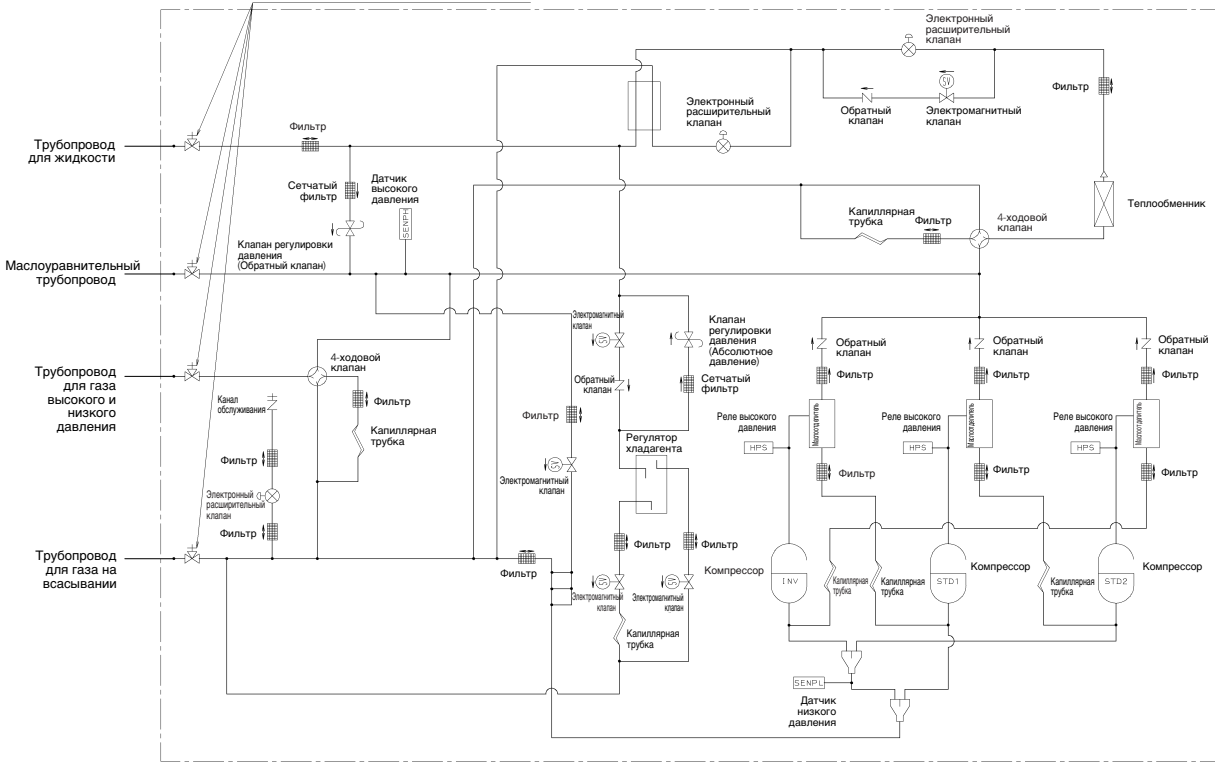 Электронный
расширительный
клапан
Фильтр
Электронный
расширительный
клапан
Обратный
клапан
SV
Электромагнитный
клапан
Трубопровод
для жидкости
Фильтр
Сетчатый
фильтр
Датчик
высокого
давления
SENPH
Клапан регулировки
давления
(Обратный клапан)
Капиллярная
трубка
Фильтр
4-ходовой
клапан
Теплообменник
Маслоуравнительный
трубопровод
Электромагнитный
клапан
SV
Клапан
регулировки
давления
(Абсолютное
давление)
Обратный
клапан
Обратный
клапан
Обратный
клапан
Трубопровод
для газа
высокого и
низкого
давления
4-ходовой
клапан
Канал
обслуживания
Фильтр
Капиллярная
трубка
Обратный
клапан
Сетчатый
фильтр
Фильтр
Фильтр
Фильтр
Фильтр
Регулятор
хладагента
Реле высокого
давления
HPS
Маслоотделитель
Реле высокого
давления
HPS
Маслоотделитель
Реле высокого
давления
HPS
Маслоотделитель
Фильтр
SV
Электромагнитный
клапан
Фильтр
Фильтр
Фильтр
Электронный
расширительный
клапан
Фильтр
Трубопровод
для газа на
всасывании
Фильтр
Фильтр
Фильтр
SV
Электромагнитный
клапан
SV
Электромагнитный
клапан
Капиллярная
трубка
Компрессор
INV
Капиллярная
трубка
Капиллярная
трубка
STD1
Компрессор
Капиллярная
трубка
STD2
Компрессор
SENPL
Датчик
низкого
давления